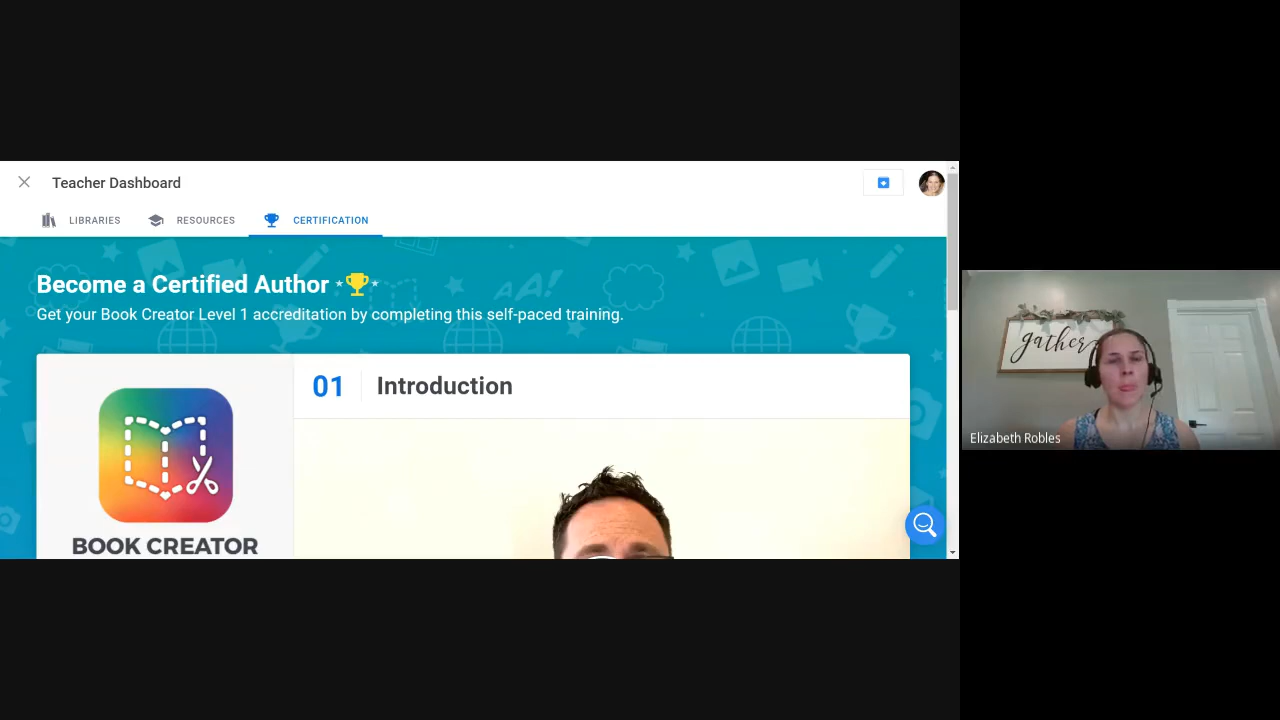 Teacher Dashboard
LIBRARIES
RESOURCES
CERTIFICATION
Become a Certified Author
Get your Book Creator Level 1 accreditation by completing this self-paced training.
01 Introduction
AA!
BOOK CREATOR
gather
Elizabeth Robles